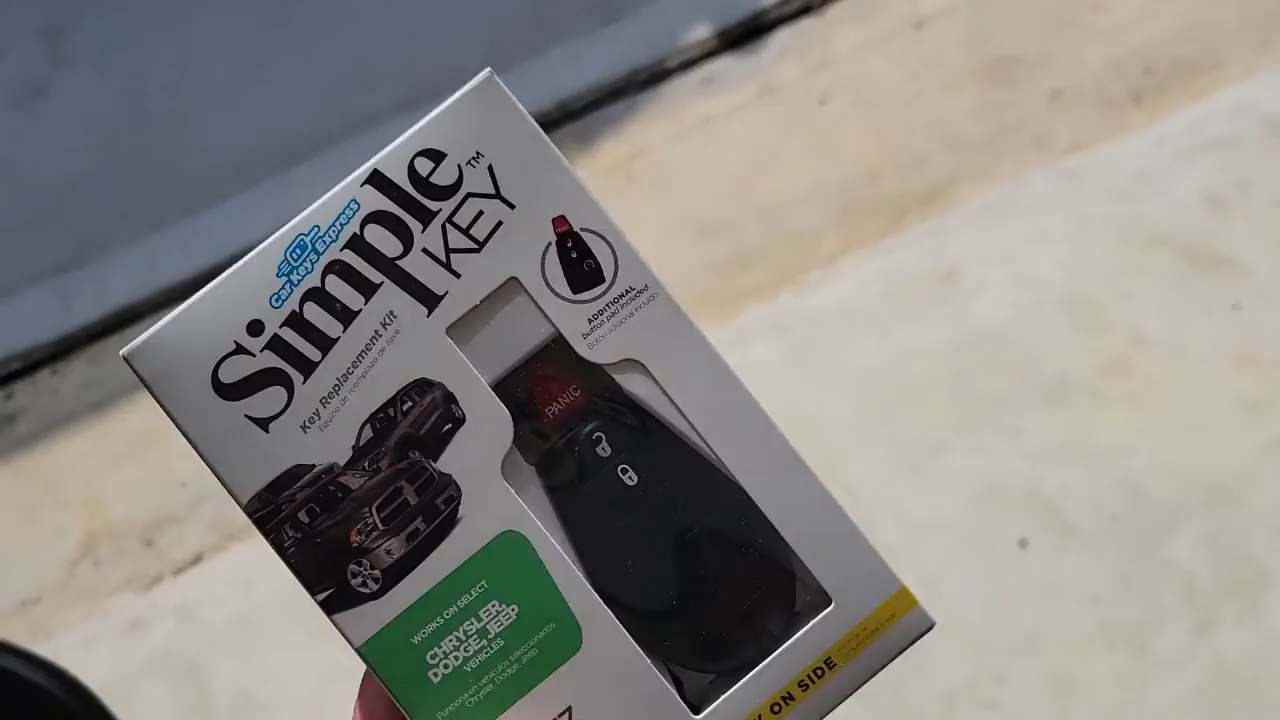 Car Keys Express
Simple™
KEY
Key Replacement Kit
Equipo de reemplazo de llave
ADDITIONAL
button pad included.
Botón adicional incluido.
PANIC
WORKS ON SELECT
CHRYSLER
DODGE, JEEP
VEHICLES
Funciona en vehículos seleccionados
Chrysler, Dodge, Jeep
ON SIDE